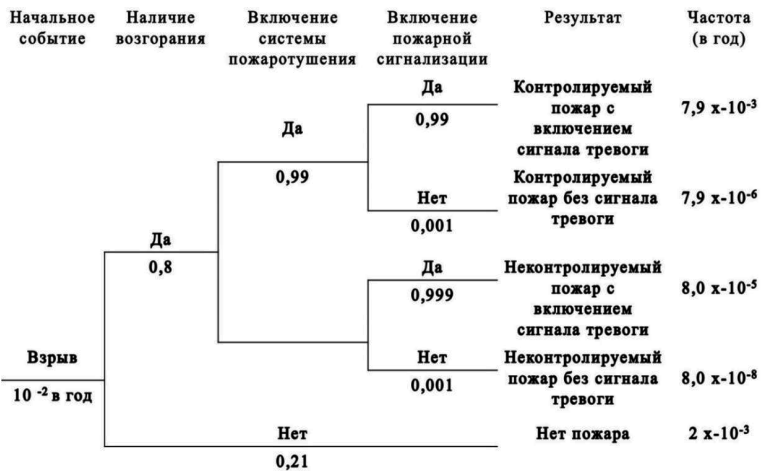 Начальное событие
Наличие возгорания
Включение системы пожаротушения
Включение пожарной сигнализации
Результат
Частота (в год)
Да
0,99
Контролируемый
пожар с
включением
сигнала тревоги
7,9 х-10-3
Да
0,99
Нет
0,001
Контролируемый
пожар без сигнала
тревоги
7,9 х-10-6
Да
0,8
Да
0,999
Неконтролируемый
пожар с
включением
сигнала тревоги
8,0 х-10-5
Взрыв
10 -2 в год
Нет
0,001
Неконтролируемый
пожар без сигнала
тревоги
8,0 х-10-8
Нет
0,21
Нет пожара
2 х-10-3